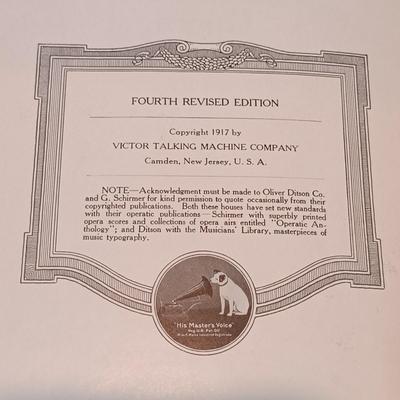 FOURTH REVISED EDITION
Copyright 1917 by
VICTOR TALKING MACHINE COMPANY
Camden, New Jersey, U. S. A.
NOTE—Acknowledgment must be made to Oliver Ditson Co.
and G. Schirmer for kind permission to quote occasionally from their
copyrighted publications. Both these houses have set new standards
with their operatic publications—Schirmer with superbly printed
opera scores and collections of opera airs entitled "Operatic An-
thology"; and Ditson with the Musicians' Library, masterpieces of
music typography.
"His Master's Voice"
Reg. U.S. Pat. Off.